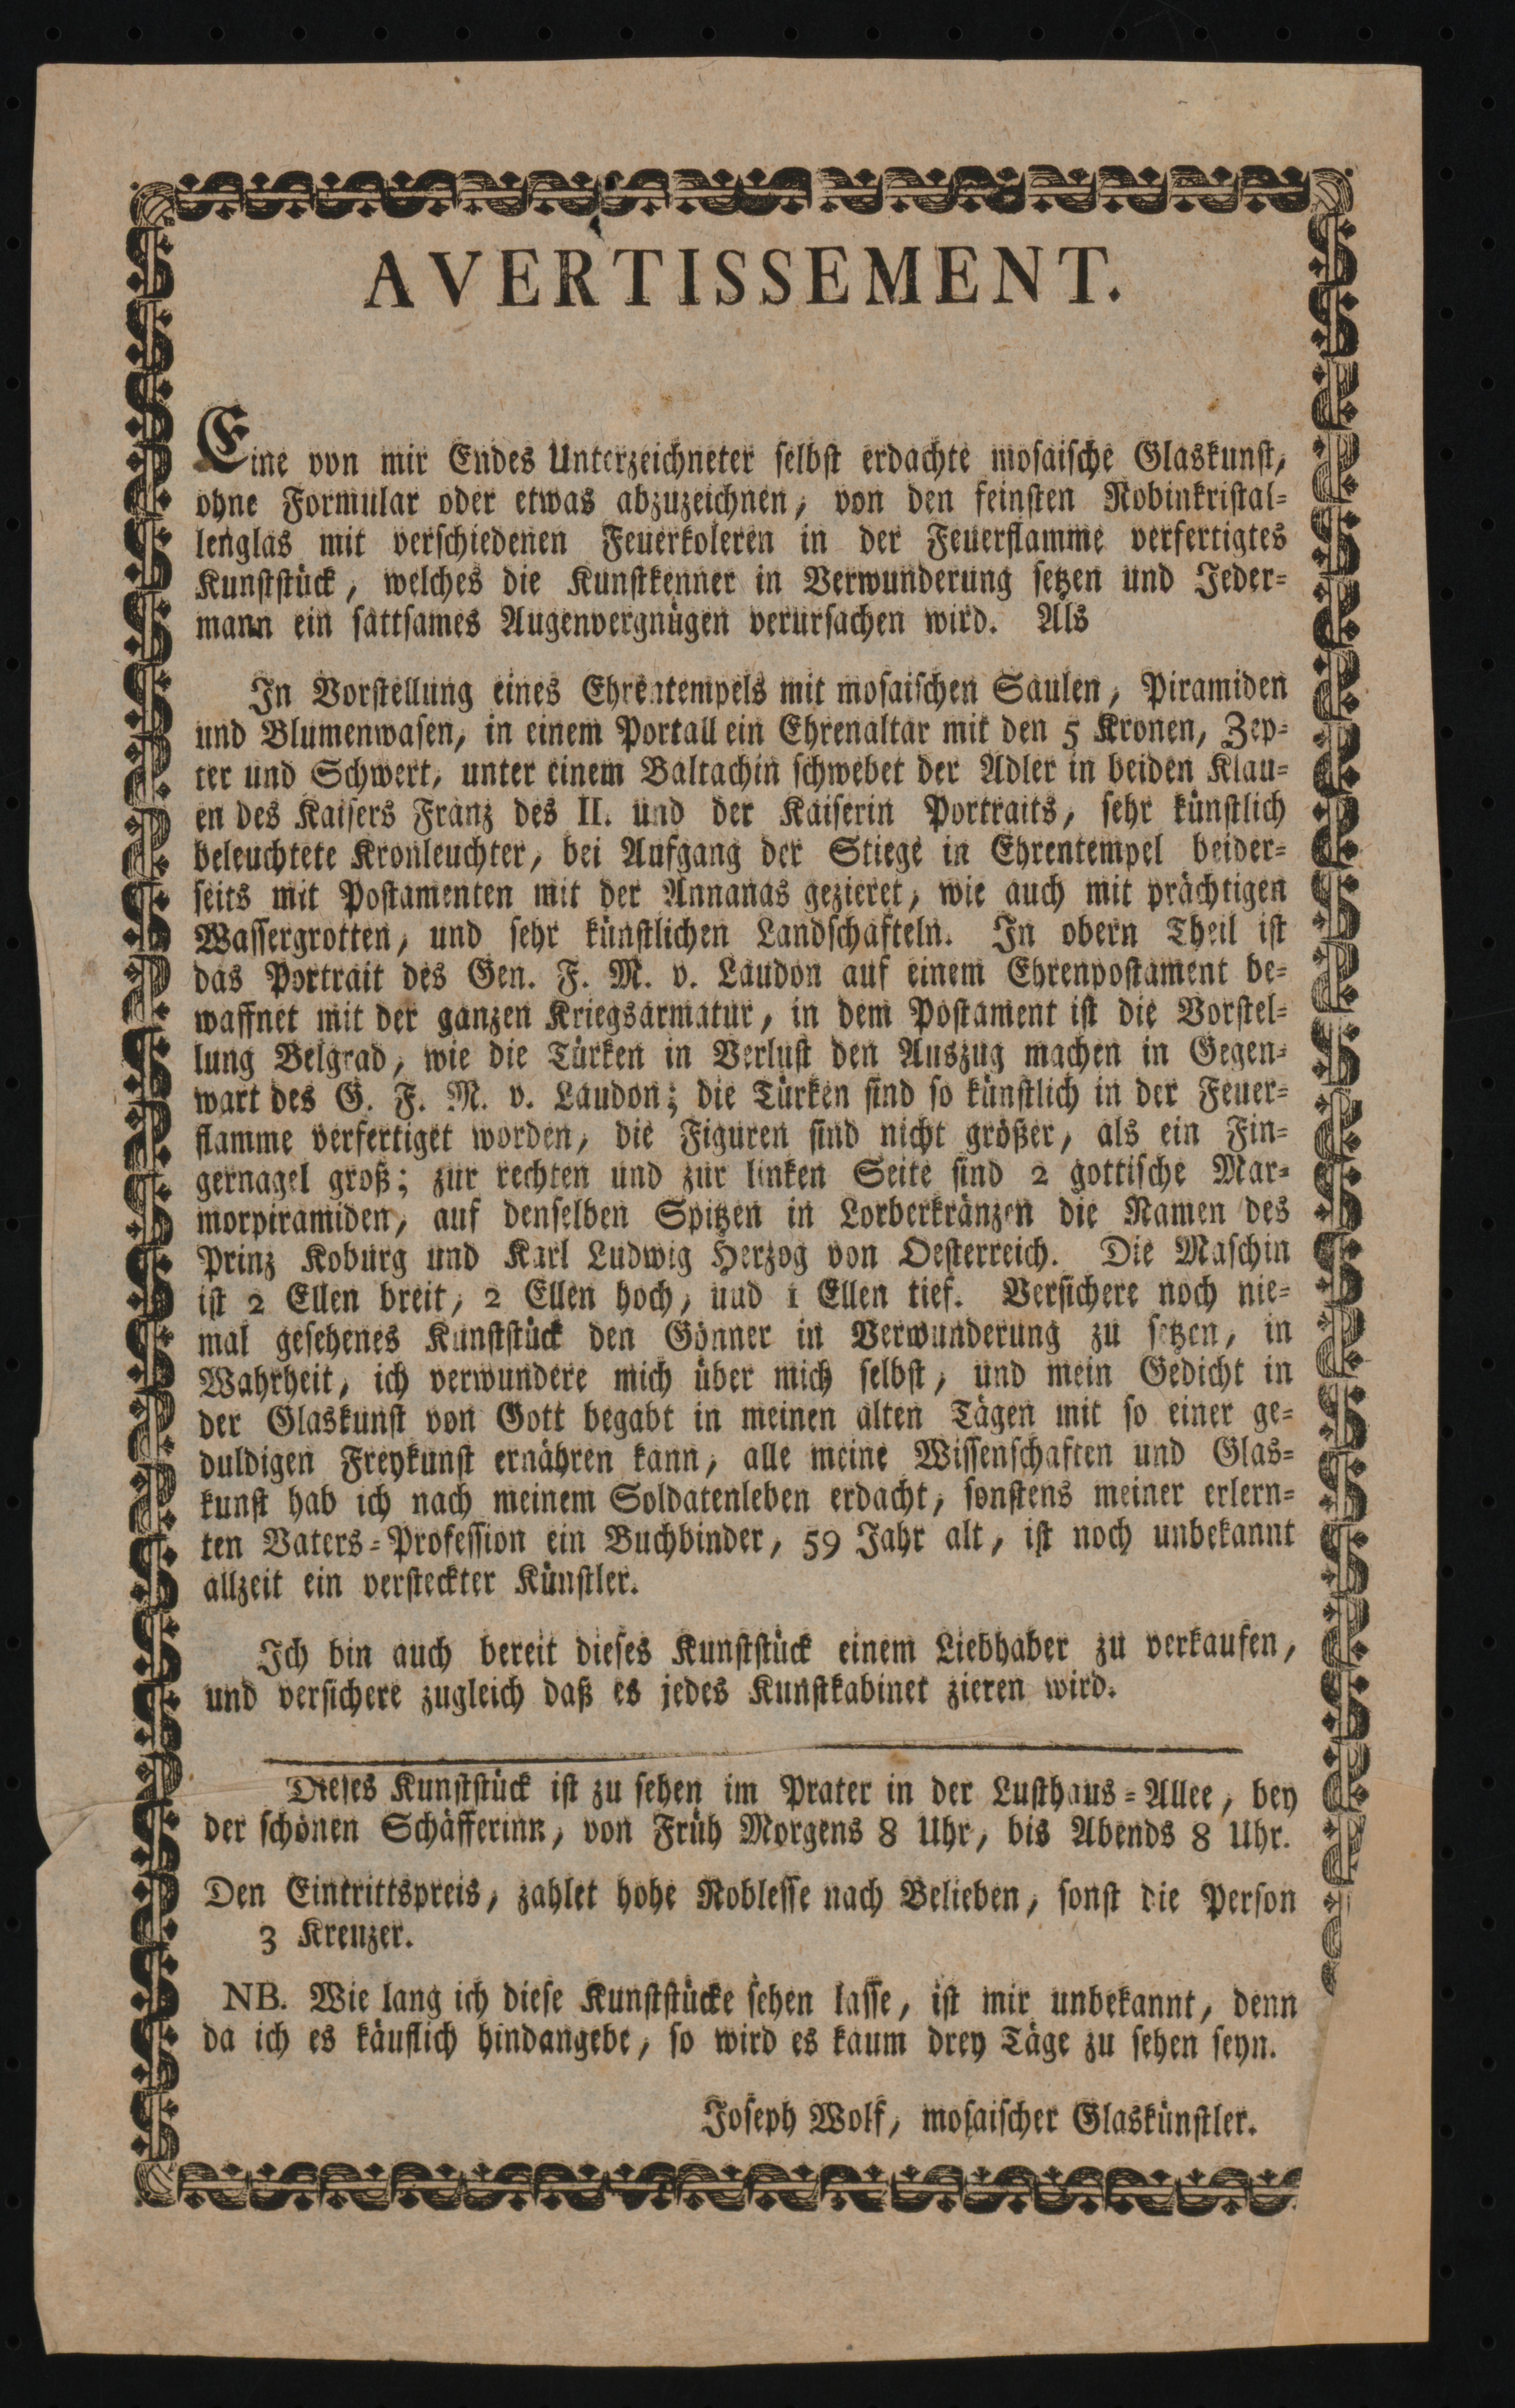 AVERTISSEMENT.
Eine von mir Endes Unterzeichneter selbst erdachte mosaische Glaskunst,
ohne Formular oder etwas abzuzeichnen, von den feinsten Robinkristal-
lenglas mit verschiedenen Feuerkoleren in der Feuerflamme verfertigtes
Kunststück, welches die Kunstkenner in Verwunderung setzen und Jeder-
mann ein sattsames Augenvergnügen verursachen wird. Als
In Vorstellung eines Ehrentempels mit mosaischen Saulen, Piramiden
und Blumenwasen, in einem Portall ein Ehrenaltar mit den 5 Kronen, Zep-
ter und Schwert, unter einem Baltachin schwebet der Adler in beiden Klau-
en des Kaisers Franz des II. und der Kaiserin Portraits, sehr künstlich
beleuchtete Kronleuchter, bei Aufgang der Stiege in Ehrentempel beider-
seits mit Postamenten mit der Annanas gezieret, wie auch mit prächtigen
Wassergrotten, und sehr künstlichen Landschafteln. In obern Theil ist
das Portrait des Gen. F. M. v. Laudon auf einem Ehrenpostament be-
waffnet mit der ganzen Kriegsarmatur, in dem Postament ist die Vorstel-
lung Belgrad, wie die Türken in Verlust den Auszug machen in Gegen-
wart des G. F. M. v. Laudon; die Türken sind so künstlich in der Feuer-
flamme verfertiget worden, die Figuren sind nicht größer, als ein Fin-
gernagel groß; zur rechten und zur linken Seite sind 2 gottische Mar-
morpiramiden, auf denselben Spitzen in Lorberkränzen die Namen des
Prinz Koburg und Karl Ludwig Herzog von Oesterreich. Die Maschin
ist 2 Ellen breit, 2 Ellen hoch, und 1 Ellen tief. Versichere noch nie-
mal gesehenes Kunststück den Gönner in Verwunderung zu setzen, in
Wahrheit, ich verwundere mich über mich selbst, und mein Gedicht in
der Glaskunst von Gott begabt in meinen alten Tägen mit so einer ge-
duldigen Freykunst ernähren kann, alle meine Wissenschaften und Glas-
kunst hab ich nach meinem Soldatenleben erdacht, sonstens meiner erlern-
ten Vaters-Profession ein Buchbinder, 59 Jahr alt, ist noch unbekannt
allzeit ein versteckter Künstler.
Ich bin auch bereit dieses Kunststück einem Liebhaber zu verkaufen,
und versichere zugleich daß es jedes Kunstkabinet zieren wird.
Dieses Kunststück ist zu sehen im Prater in der Lusthaus-Allee, bey
der schönen Schäfferinn, von Früh Morgens 8 Uhr, bis Abends 8 Uhr.
Den Eintrittspreis, zahlet hohe Noblesse nach Belieben, sonst die Person
3 Kreuzer.
NB. Wie lang ich diese Kunststücke sehen lasse, ist mir unbekannt, denn
da ich es käuflich hindangebe, so wird es kaum drey Täge zu sehen seyn.
Joseph Wolf, mosaischer Glaskünstler.